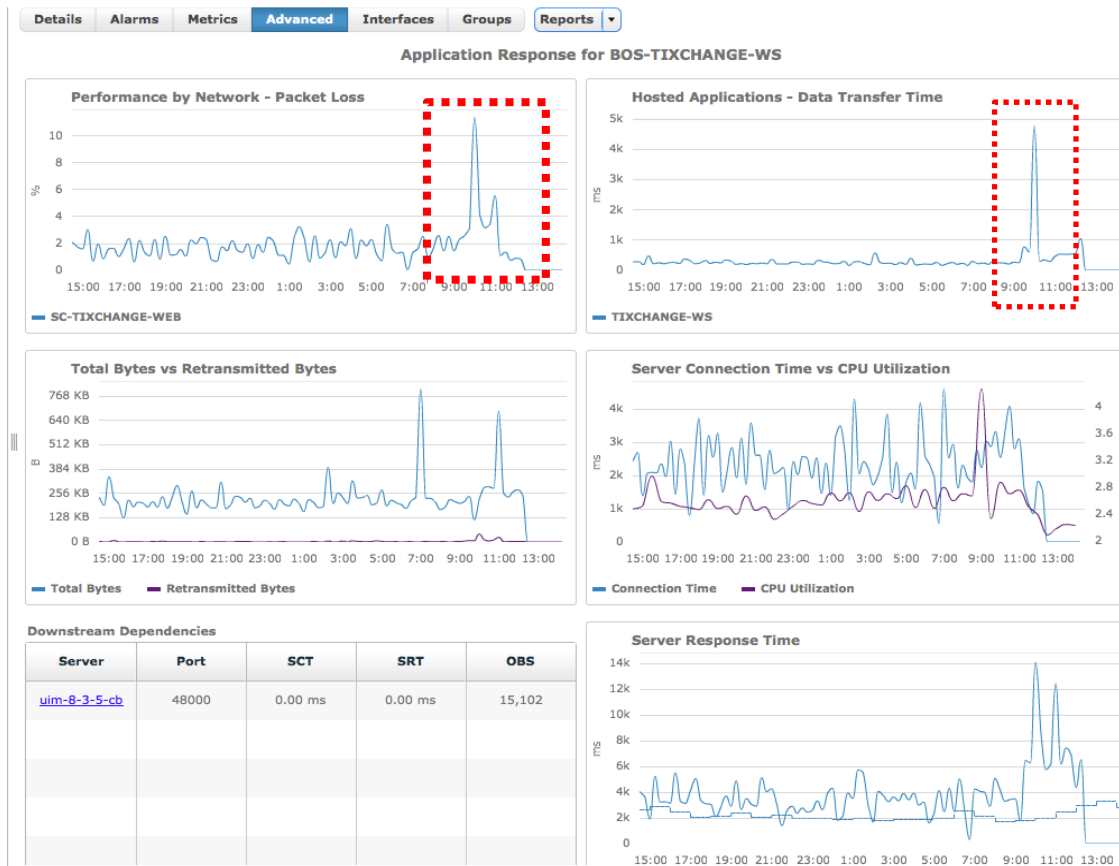 Details Alarms Metrics Advanced Interfaces Groups Reports
Application Response for BOS-TIXCHANGE-WS
Performance by Network - Packet Loss
10
8
6
4
2
0
%
15:00 17:00 19:00 21:00 23:00 1:00 3:00 5:00 7:00 9:00 11:00 13:00
SC-TIXCHANGE-WEB
Hosted Applications - Data Transfer Time
5k
4k
3k
2k
1k
0
ms
15:00 17:00 19:00 21:00 23:00 1:00 3:00 5:00 7:00 9:00 11:00 13:00
TIXCHANGE-WS
Total Bytes vs Retransmitted Bytes
768 KB
640 KB
512 KB
384 KB
256 KB
128 KB
0 B
B
15:00 17:00 19:00 21:00 23:00 1:00 3:00 5:00 7:00 9:00 11:00 13:00
Total Bytes Retransmitted Bytes
Server Connection Time vs CPU Utilization
4k
3k
2k
1k
0
ms
4
3.6
3.2
2.8
2.4
2
15:00 17:00 19:00 21:00 23:00 1:00 3:00 5:00 7:00 9:00 11:00 13:00
Connection Time CPU Utilization
Downstream Dependencies
Server Port SCT SRT OBS
uim-8-3-5-cb 48000 0.00 ms 0.00 ms 15,102
Server Response Time
14k
12k
10k
8k
6k
4k
2k
0
ms
15:00 17:00 19:00 21:00 23:00 1:00 3:00 5:00 7:00 9:00 11:00 13:00